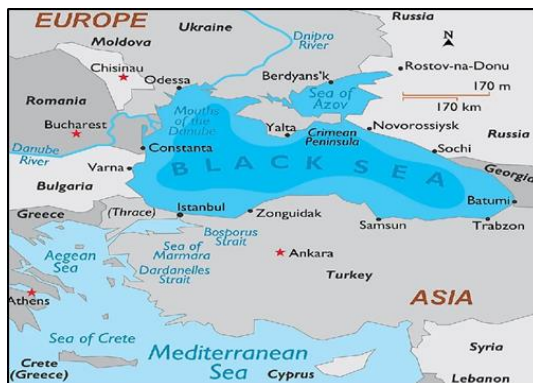 EUROPE
Ukraine
Dnipro
River
Russia
Moldova
Chisinau
Odessa
Berdyans'k
N
Rostov-na-Donu
Sea of
Azov
170 m
170 km
Romania
Bucharest
Mouths
of the
Danube
Yalta
Crimean
Peninsula
Novorossiysk
Russia
Danube
River
Constanta
Sochi
BLACK SEA
Georgia
Varna
Bulgaria
Batumi
Greece
(Thrace)
Istanbul
Zonguidak
Samsun
Trabzon
Bosporus
Strait
Aegean
Sea
Sea of
Marmara
Dardanelles
Strait
Ankara
Turkey
Athens
ASIA
Sea of Crete
Mediterranean
Sea
Crete
(Greece)
Cyprus
Syria
Lebanon